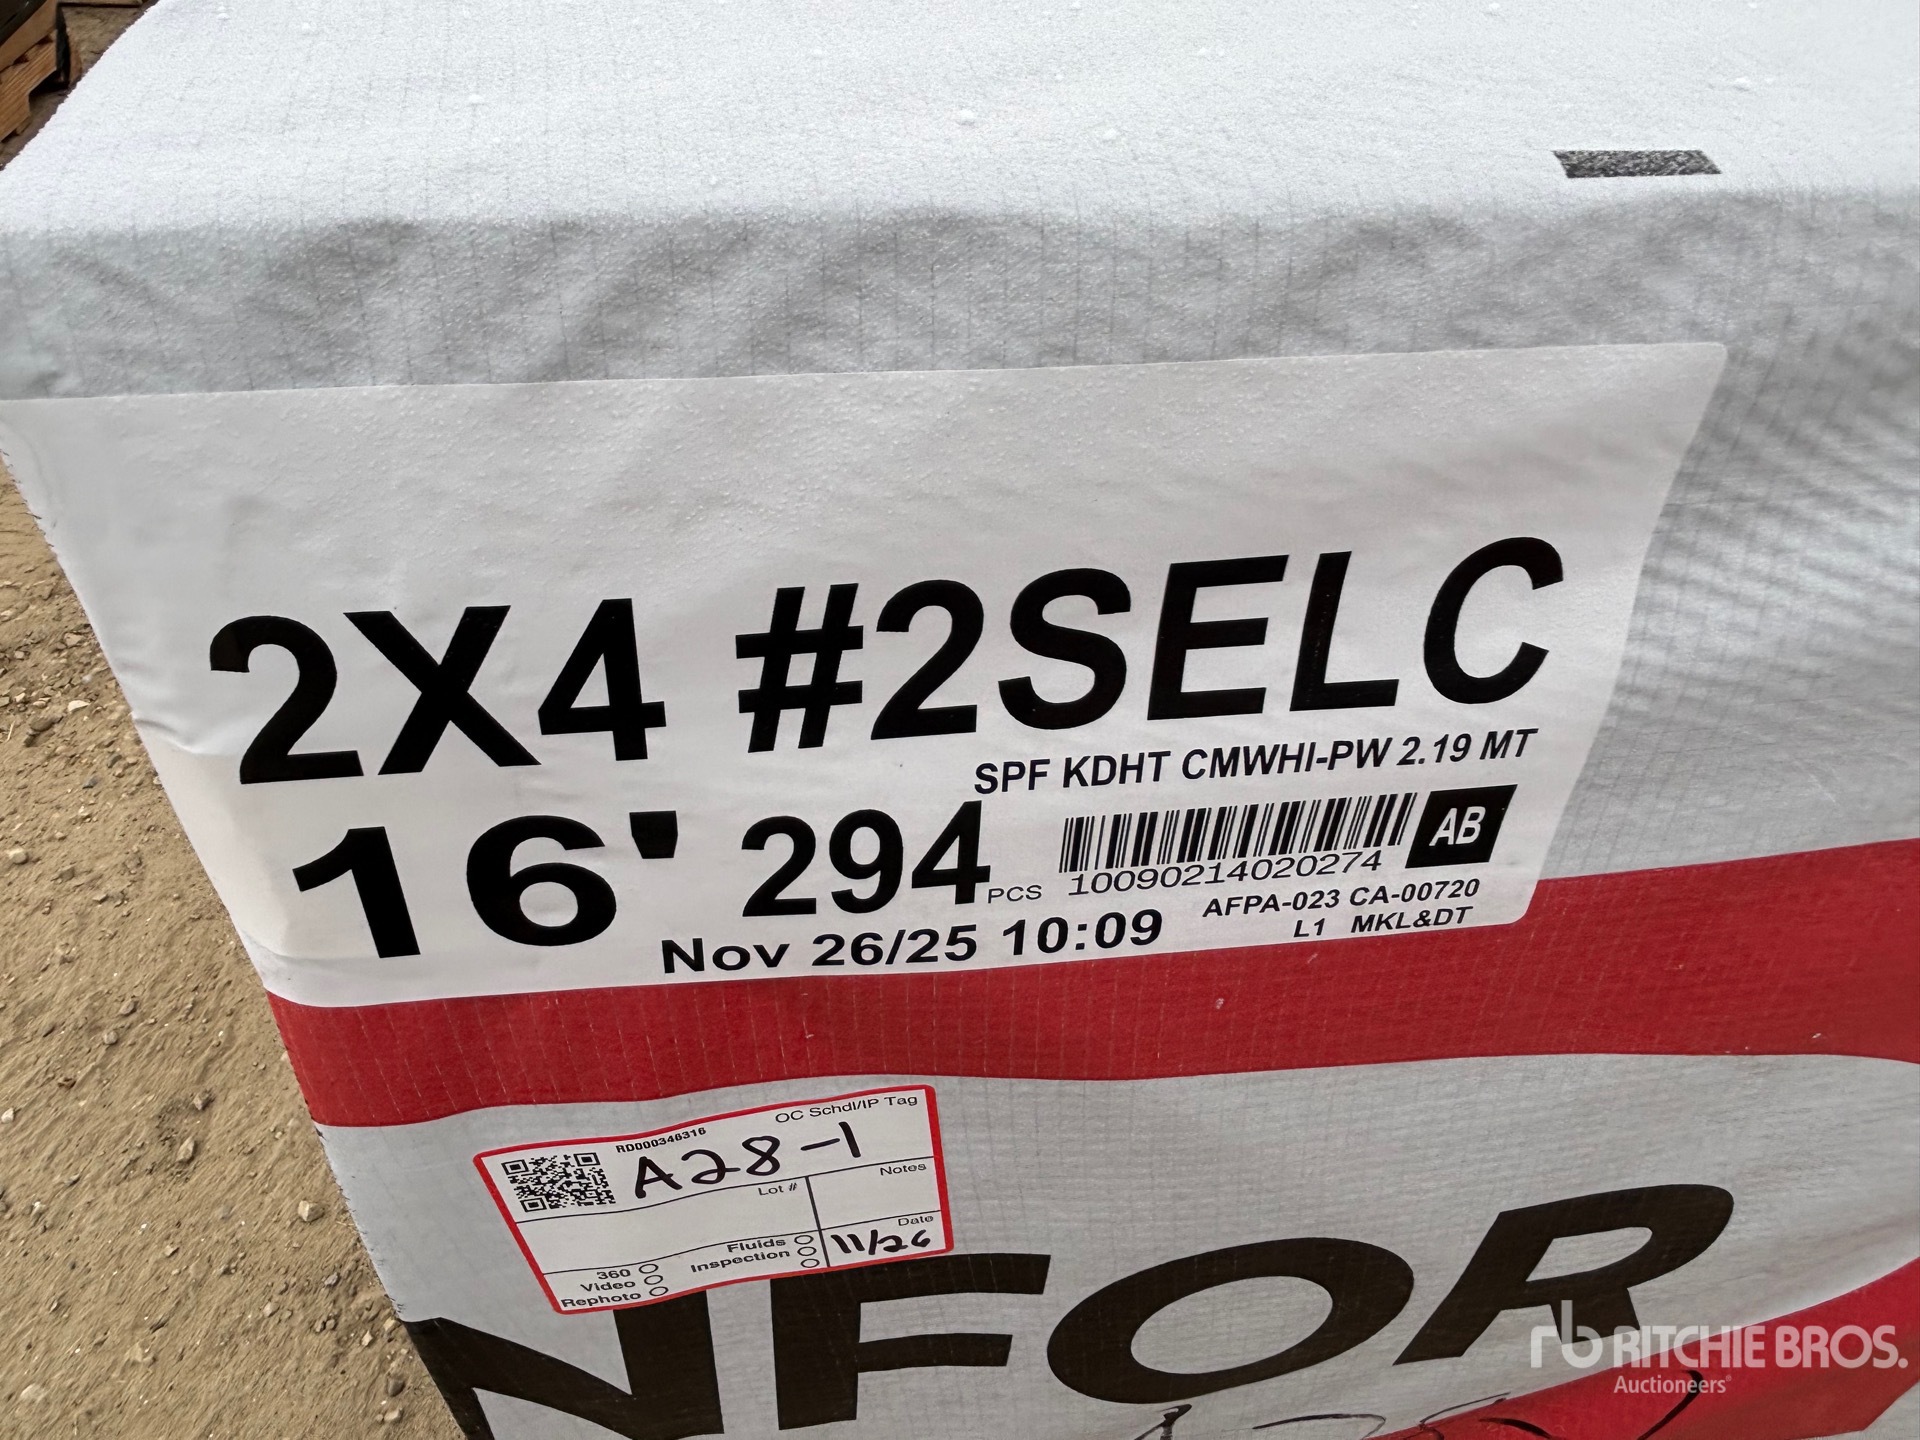 2X4 #2SELC
SPF KDHT CMWHI-PW 2.19 MT
16' 294 PCS
AB
10090214020274
AFPA-023 CA-00720
Nov 26/25 10:09
L1 MKL&DT
OC Schdl/IP Tag
RD000346316
A28-1
Lot #
Notes
Date
11/26
Fluids
Inspection
360
Video
Rephoto
NFOR
rb RITCHIE BROS.
Auctioneers